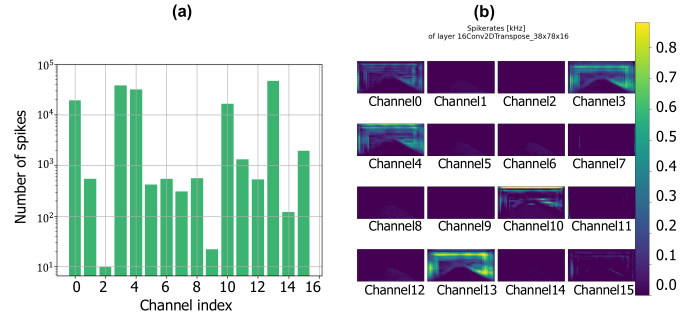 (a)
10^5
10^4
10^3
10^2
10^1
Number of spikes
0 2 4 6 8 10 12 14 16
Channel index
(b)
Spikerates [kHz]
of layer 16Conv2DTranspose_38x78x16
Channel0 Channel1 Channel2 Channel3
Channel4 Channel5 Channel6 Channel7
Channel8 Channel9 Channel10 Channel11
Channel12 Channel13 Channel14 Channel15
0.8
0.7
0.6
0.5
0.4
0.3
0.2
0.1
0.0